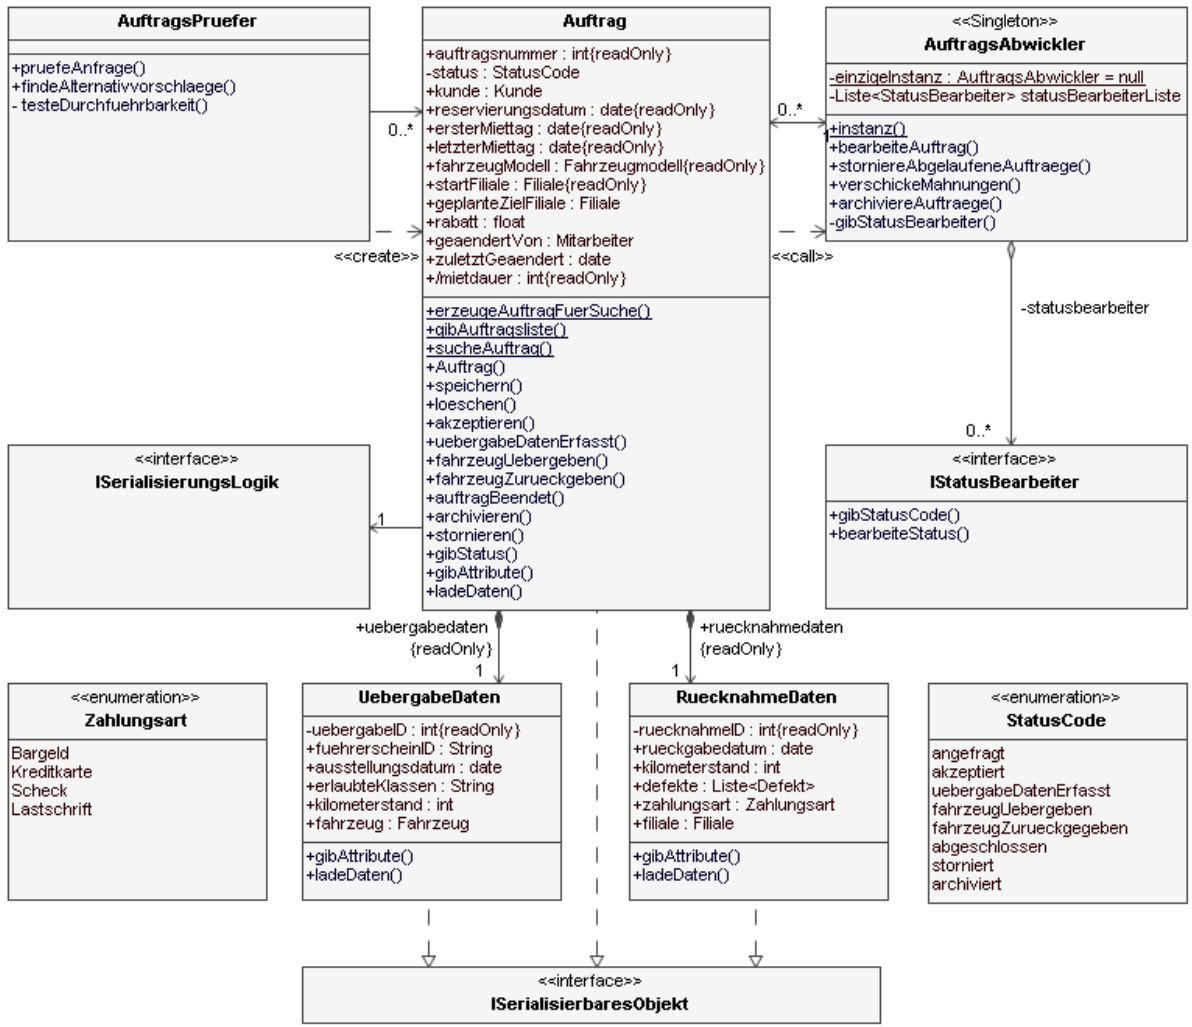 AuftragsPruefer
+pruefeAnfrage()
+findeAlternativvorschlaege()
- testeDurchfuehrbarkeit()
0..*
<<create>>
Auftrag
+auftragsnummer : int{readOnly}
-status : StatusCode
+kunde : Kunde
+reservierungsdatum : date{readOnly}
+ersterMiettag : date{readOnly}
+letzterMiettag : date{readOnly}
+fahrzeugModell : Fahrzeugmodell{readOnly}
+startFiliale : Filiale{readOnly}
+geplanteZielFiliale : Filiale
+rabatt : float
+geaendertVon : Mitarbeiter
+zuletztGeaendert : date
+/mietdauer : int{readOnly}
+erzeugeAuftragFuerSuche()
+gibAuftragsliste()
+sucheAuftrag()
+Auftrag()
+speichern()
+loeschen()
+akzeptieren()
+uebergabeDatenErfasst()
+fahrzeugUebergeben()
+fahrzeugZurueckgeben()
+auftragBeendet()
+archivieren()
+stornieren()
+gibStatus()
+gibAttribute()
+ladeDaten()
0..*
1
<<call>>
<<Singleton>>
AuftragsAbwickler
-einzigeInstanz : AuftragsAbwickler = null
-Liste<StatusBearbeiter> statusBearbeiterListe
+instanz()
+bearbeiteAuftrag()
+storniereAbgelaufeneAuftraege()
+verschickeMahnungen()
+archiviereAuftraege()
-gibStatusBearbeiter()
-statusbearbeiter
0..*
<<interface>>
ISerialisierungsLogik
1
<<interface>>
IStatusBearbeiter
+gibStatusCode()
+bearbeiteStatus()
+uebergabedaten
{readOnly}
1
+ruecknahmedaten
{readOnly}
1
<<enumeration>>
Zahlungsart
Bargeld
Kreditkarte
Scheck
Lastschrift
UebergabeDaten
-uebergabeID : int{readOnly}
+fuehrerscheinID : String
+ausstellungsdatum : date
+erlaubteKlassen : String
+kilometerstand : int
+fahrzeug : Fahrzeug
+gibAttribute()
+ladeDaten()
RuecknahmeDaten
-ruecknahmeID : int{readOnly}
+rueckgabedatum : date
+kilometerstand : int
+defekte : Liste<Defekt>
+zahlungsart : Zahlungsart
+filiale : Filiale
+gibAttribute()
+ladeDaten()
<<enumeration>>
StatusCode
angefragt
akzeptiert
uebergabeDatenErfasst
fahrzeugUebergeben
fahrzeugZurueckgegeben
abgeschlossen
storniert
archiviert
<<interface>>
ISerialisierbaresObjekt